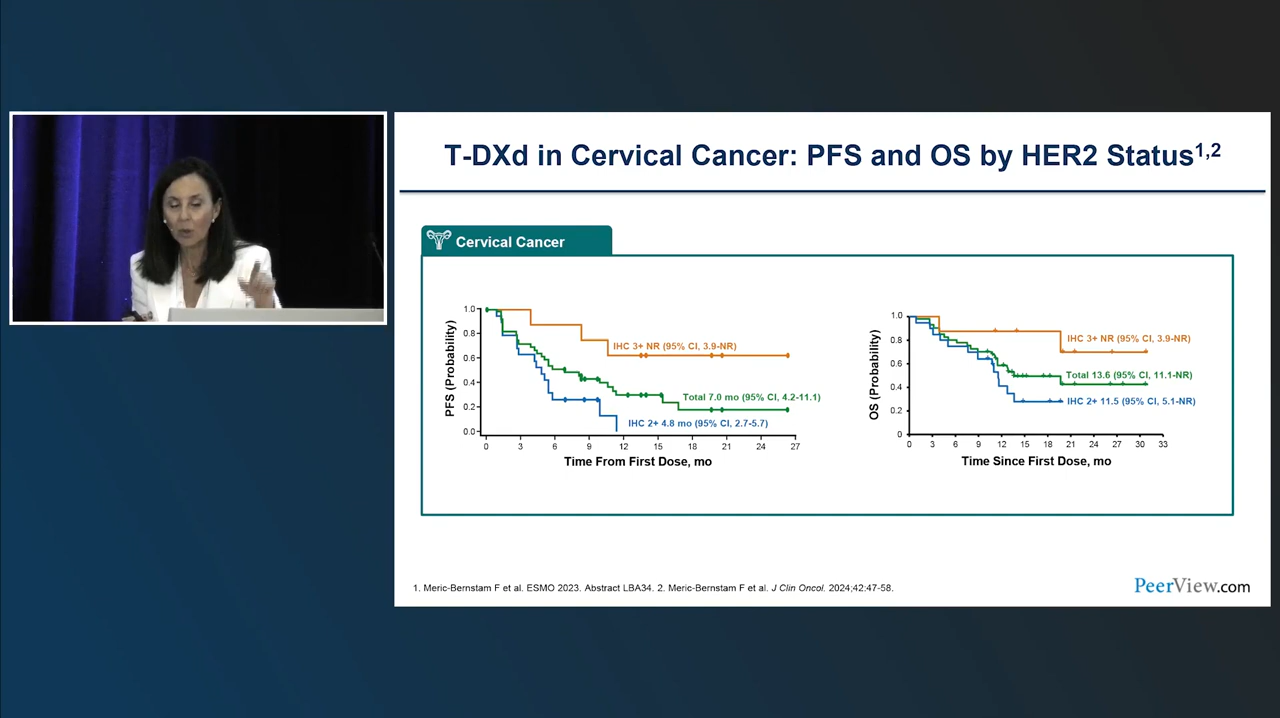 T-DXd in Cervical Cancer: PFS and OS by HER2 Status1,2
Cervical Cancer
PFS (Probability)
1.0
0.8
0.6
0.4
0.2
0.0
IHC 3+ NR (95% CI, 3.9-NR)
Total 7.0 mo (95% CI, 4.2-11.1)
IHC 2+ 4.8 mo (95% CI, 2.7-5.7)
0 3 6 9 12 15 18 21 24 27
Time From First Dose, mo
OS (Probability)
1.0
0.8
0.6
0.4
0.2
0
IHC 3+ NR (95% CI, 3.9-NR)
Total 13.6 (95% CI, 11.1-NR)
IHC 2+ 11.5 (95% CI, 5.1-NR)
0 3 6 9 12 15 18 21 24 27 30 33
Time Since First Dose, mo
1. Meric-Bernstam F et al. ESMO 2023. Abstract LBA34. 2. Meric-Bernstam F et al. J Clin Oncol. 2024;42:47-58.
PeerView.com